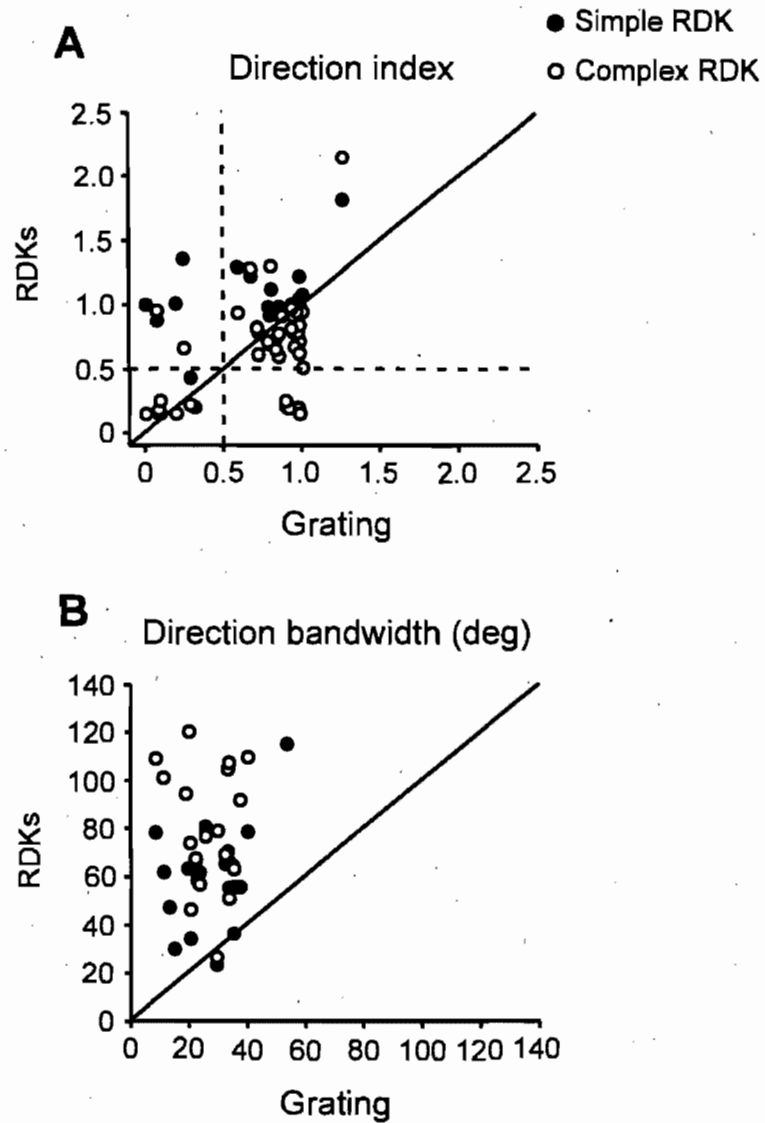 Simple RDK
Complex RDK
A
Direction index
2.5
2.0
1.5
1.0
0.5
0
RDKs
0 0.5 1.0 1.5 2.0 2.5
Grating
B
Direction bandwidth (deg)
140
120
100
80
60
40
20
0
RDKs
0 20 40 60 80 100 120 140
Grating